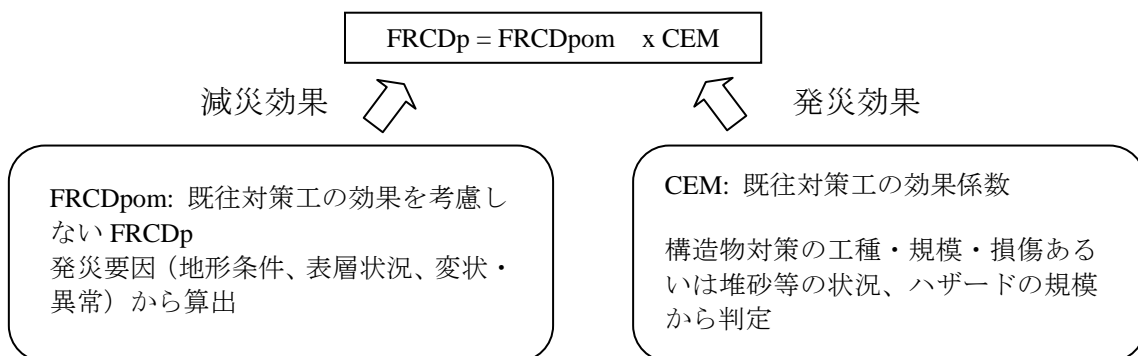 FRCDp = FRCDpom x CEM
減災効果
発災効果
FRCDpom: 既往対策工の効果を考慮し
ない FRCDp
発災要因（地形条件、表層状況、変状・
異常）から算出
CEM: 既往対策工の効果係数
構造物対策の工種・規模・損傷ある
いは堆砂等の状況、ハザードの規模
から判定